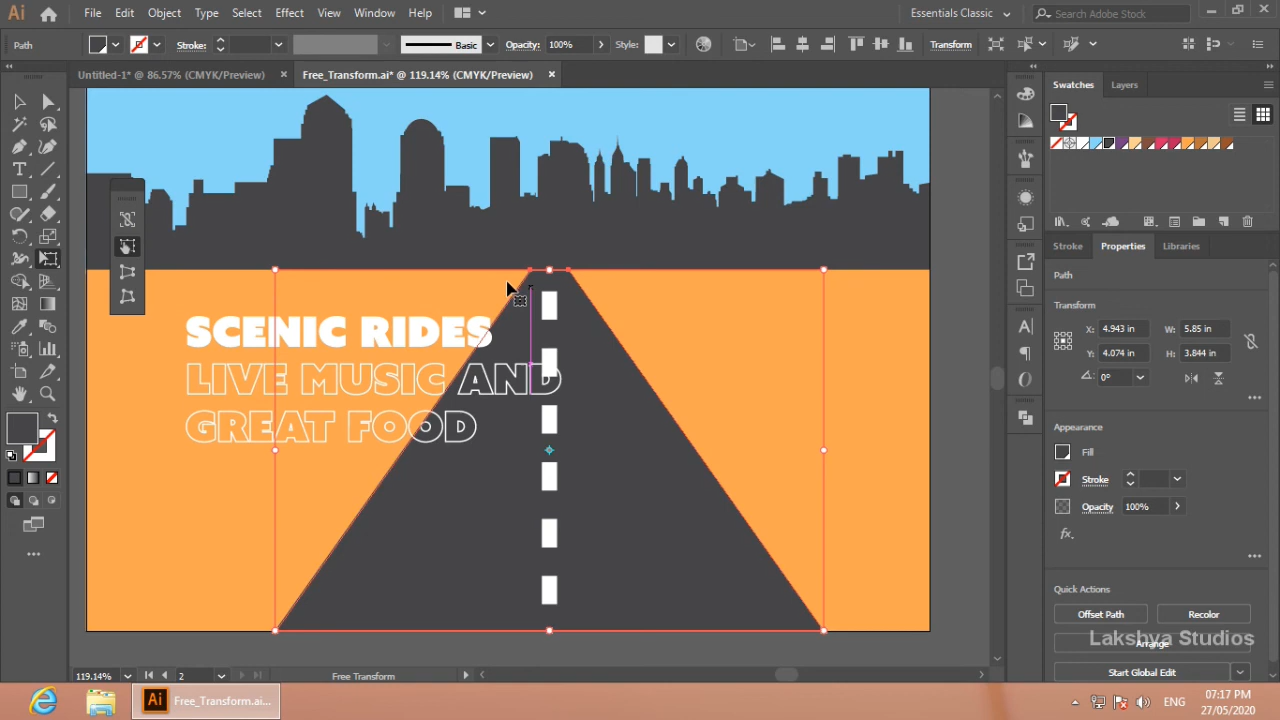 Ai File Edit Object Type Select Effect View Window Help Essentials Classic Search Adobe Stock
Path Stroke: Basic Opacity: 100% Style: Transform
Untitled-1* @ 86.57% (CMYK/Preview) Free_Transform.ai* @ 119.14% (CMYK/Preview)
Swatches Layers
Stroke Properties Libraries
Path
Transform
X: 4.943 in W: 5.85 in
Y: 4.074 in H: 3.844 in
0°
Appearance
Fill
Stroke
Opacity 100%
fx.
Quick Actions
Offset Path Recolor
Arrange
Start Global Edit
SCENIC RIDES
LIVE MUSIC AND
GREAT FOOD
Lakshya Studios
119.14% 2 Free Transform
Ai Free_Transform.ai... ENG 07:17 PM
27/05/2020